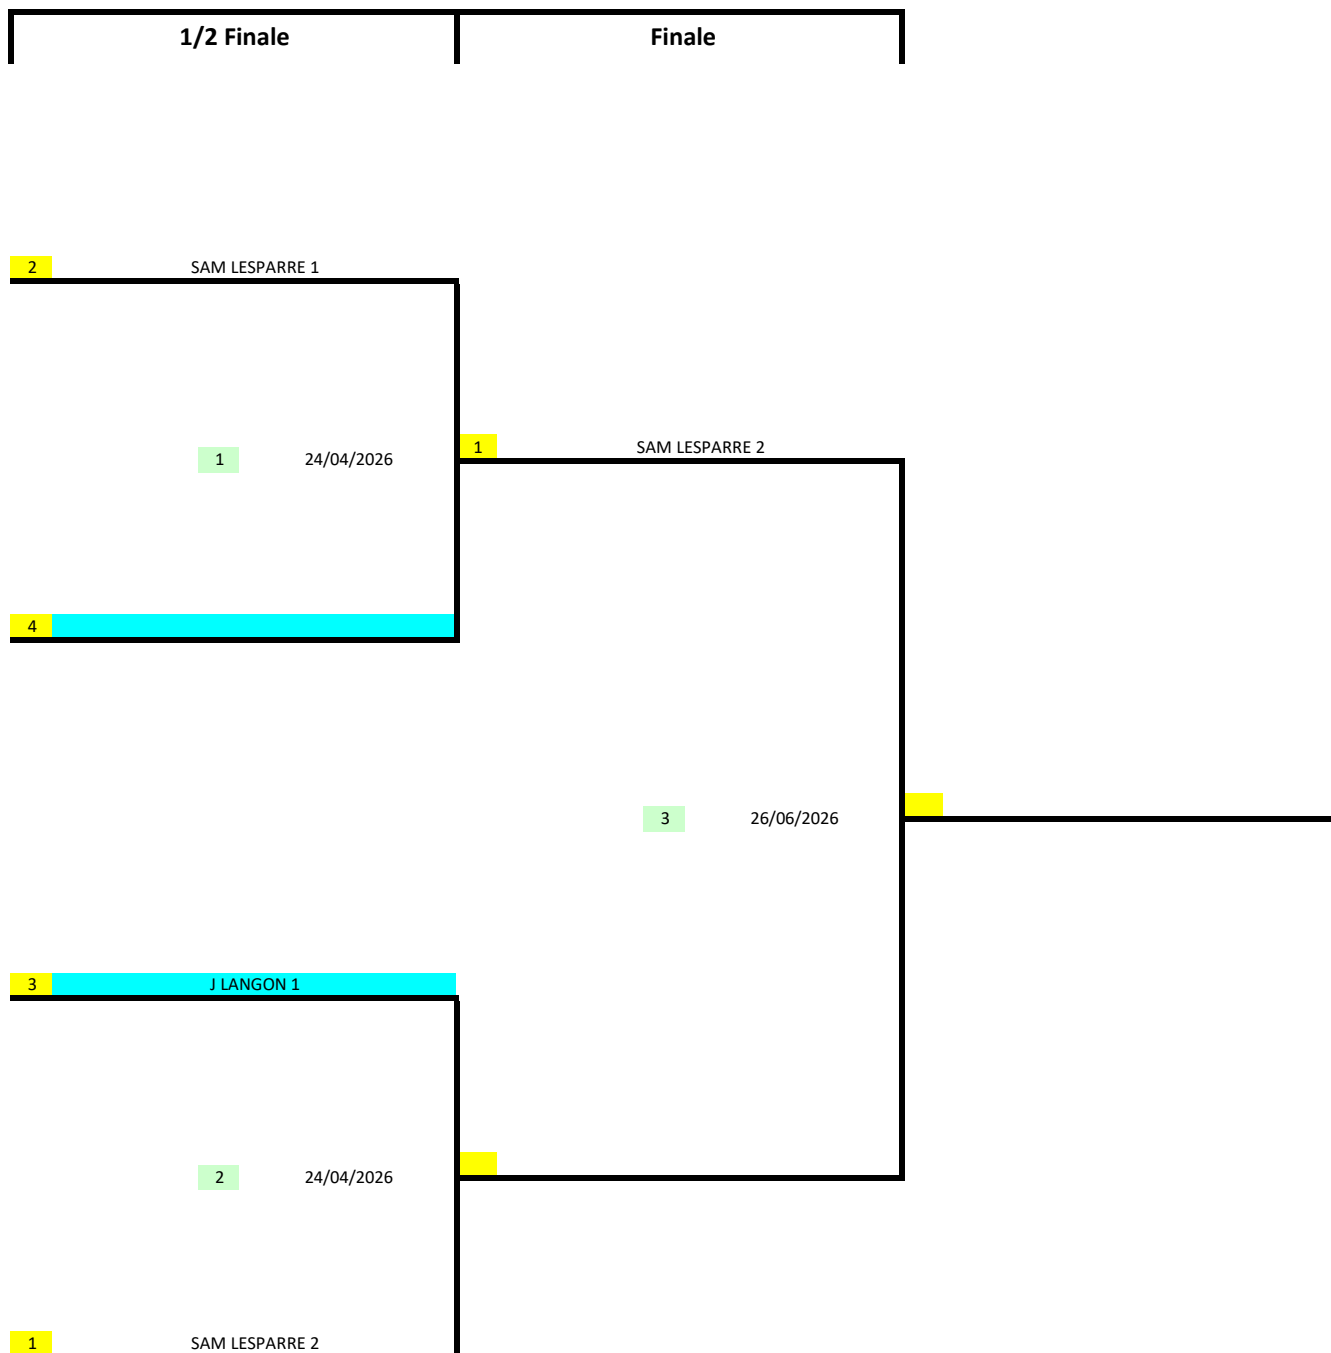 1/2 Finale
Finale
2 SAM LESPARRE 1
1 24/04/2026
1 SAM LESPARRE 2
4
3 26/06/2026
3 J LANGON 1
2 24/04/2026
1 SAM LESPARRE 2